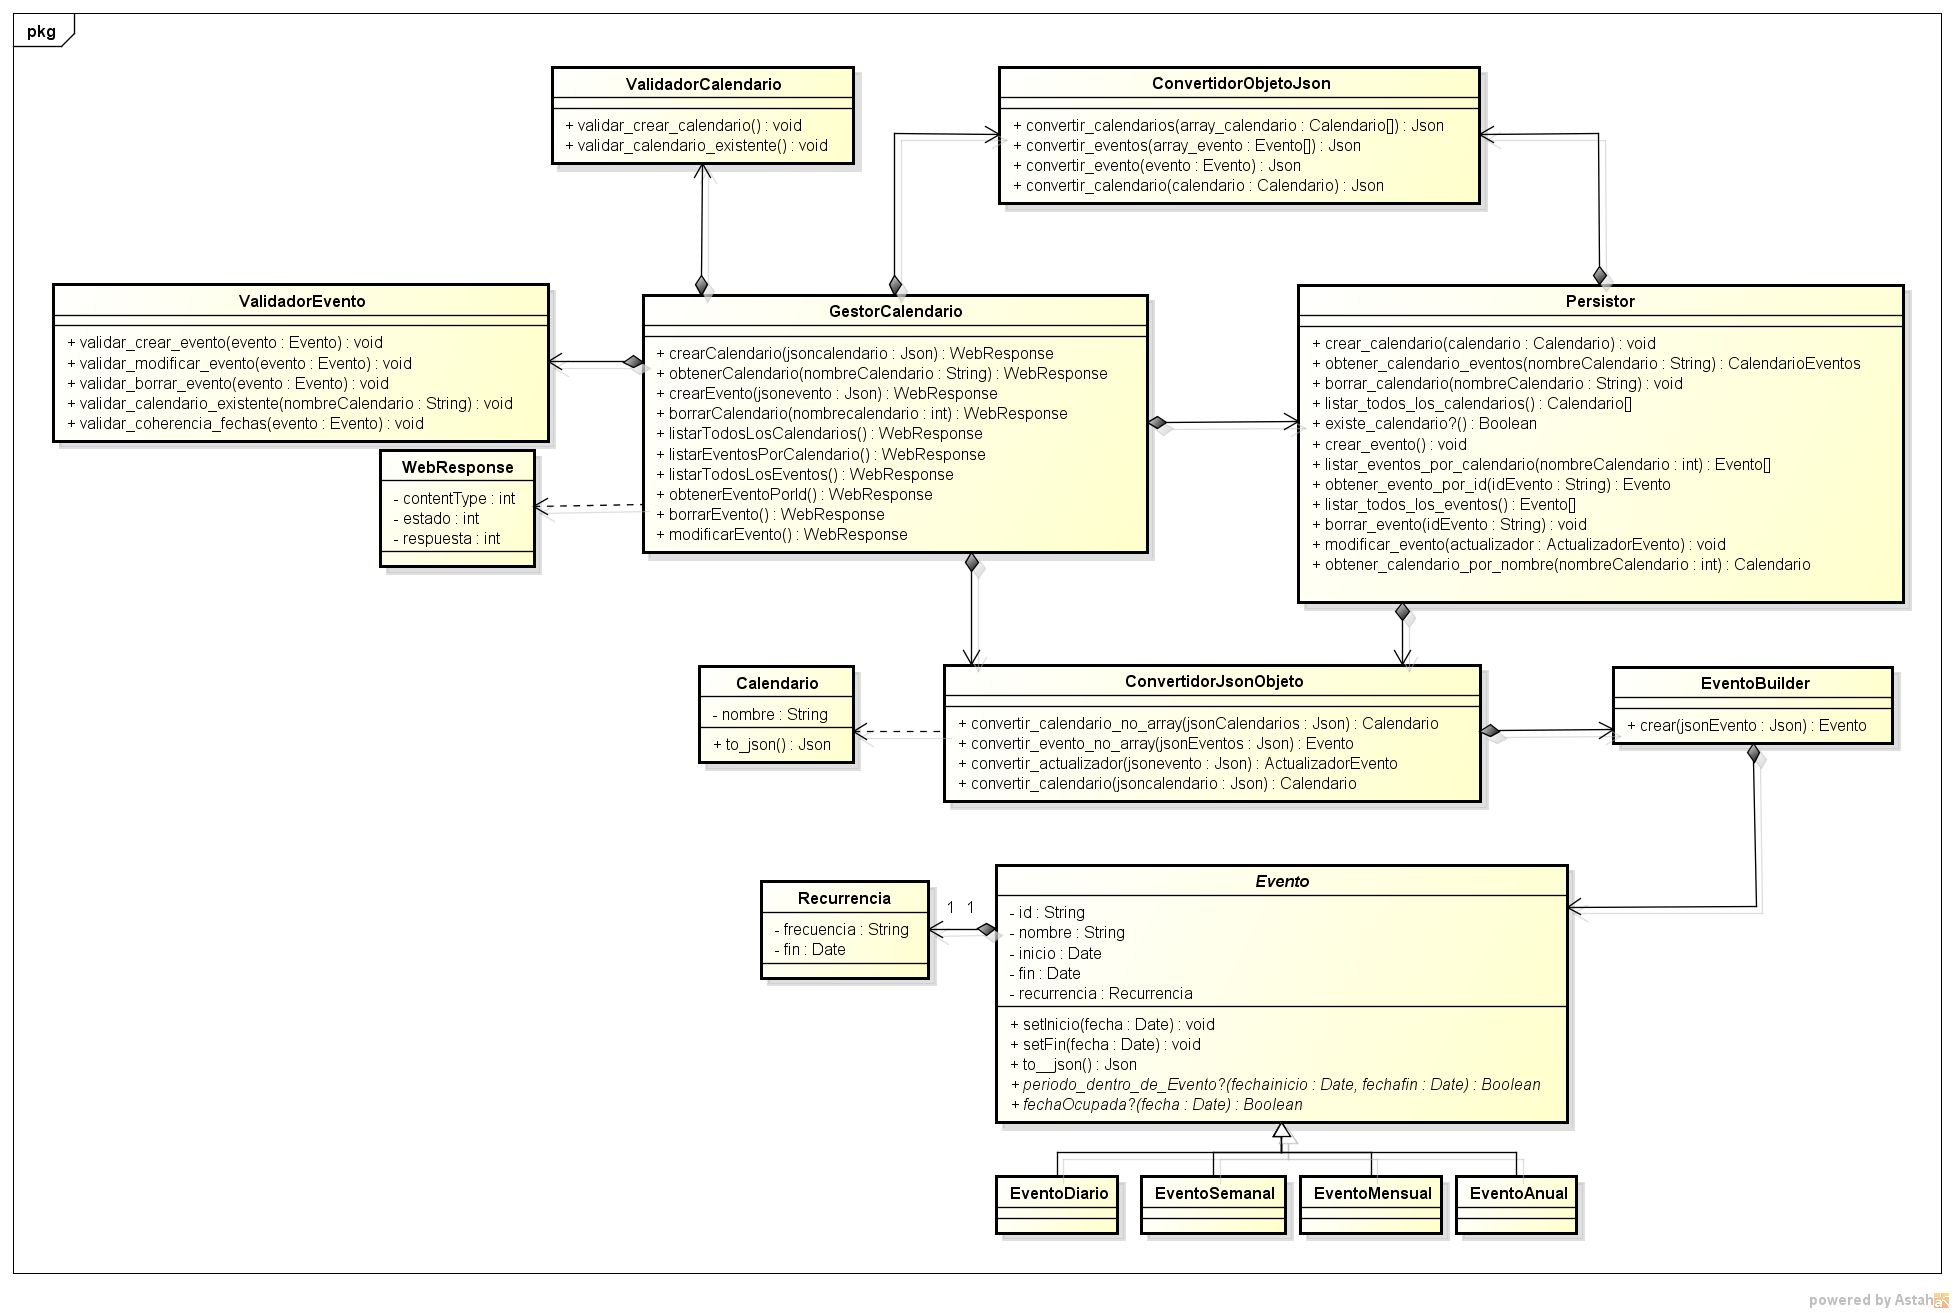 pkg
ValidadorCalendario
+ validar_crear_calendario() : void
+ validar_calendario_existente() : void
ConvertidorObjetoJson
+ convertir_calendarios(array_calendario : Calendario[]) : Json
+ convertir_eventos(array_evento : Evento[]) : Json
+ convertir_evento(evento : Evento) : Json
+ convertir_calendario(calendario : Calendario) : Json
ValidadorEvento
+ validar_crear_evento(evento : Evento) : void
+ validar_modificar_evento(evento : Evento) : void
+ validar_borrar_evento(evento : Evento) : void
+ validar_calendario_existente(nombreCalendario : String) : void
+ validar_coherencia_fechas(evento : Evento) : void
GestorCalendario
+ crearCalendario(jsoncalendario : Json) : WebResponse
+ obtenerCalendario(nombreCalendario : String) : WebResponse
+ crearEvento(jsonevento : Json) : WebResponse
+ borrarCalendario(nombrecalendario : int) : WebResponse
+ listarTodosLosCalendarios() : WebResponse
+ listarEventosPorCalendario() : WebResponse
+ listarTodosLosEventos() : WebResponse
+ obtenerEventoPorId() : WebResponse
+ borrarEvento() : WebResponse
+ modificarEvento() : WebResponse
Persistor
+ crear_calendario(calendario : Calendario) : void
+ obtener_calendario_eventos(nombreCalendario : String) : CalendarioEventos
+ borrar_calendario(nombreCalendario : String) : void
+ listar_todos_los_calendarios() : Calendario[]
+ existe_calendario?() : Boolean
+ crear_evento() : void
+ listar_eventos_por_calendario(nombreCalendario : int) : Evento[]
+ obtener_evento_por_id(idEvento : String) : Evento
+ listar_todos_los_eventos() : Evento[]
+ borrar_evento(idEvento : String) : void
+ modificar_evento(actualizador : ActualizadorEvento) : void
+ obtener_calendario_por_nombre(nombreCalendario : int) : Calendario
WebResponse
- contentType : int
- estado : int
- respuesta : int
Calendario
- nombre : String
+ to_json() : Json
ConvertidorJsonObjeto
+ convertir_calendario_no_array(jsonCalendarios : Json) : Calendario
+ convertir_evento_no_array(jsonEventos : Json) : Evento
+ convertir_actualizador(jsonevento : Json) : ActualizadorEvento
+ convertir_calendario(jsoncalendario : Json) : Calendario
EventoBuilder
+ crear(jsonEvento : Json) : Evento
Recurrencia
- frecuencia : String
- fin : Date
1 1
Evento
- id : String
- nombre : String
- inicio : Date
- fin : Date
- recurrencia : Recurrencia
+ setInicio(fecha : Date) : void
+ setFin(fecha : Date) : void
+ to__json() : Json
+ periodo_dentro_de_Evento?(fechainicio : Date, fechafin : Date) : Boolean
+ fechaOcupada?(fecha : Date) : Boolean
EventoDiario
EventoSemanal
EventoMensual
EventoAnual
powered by Astah